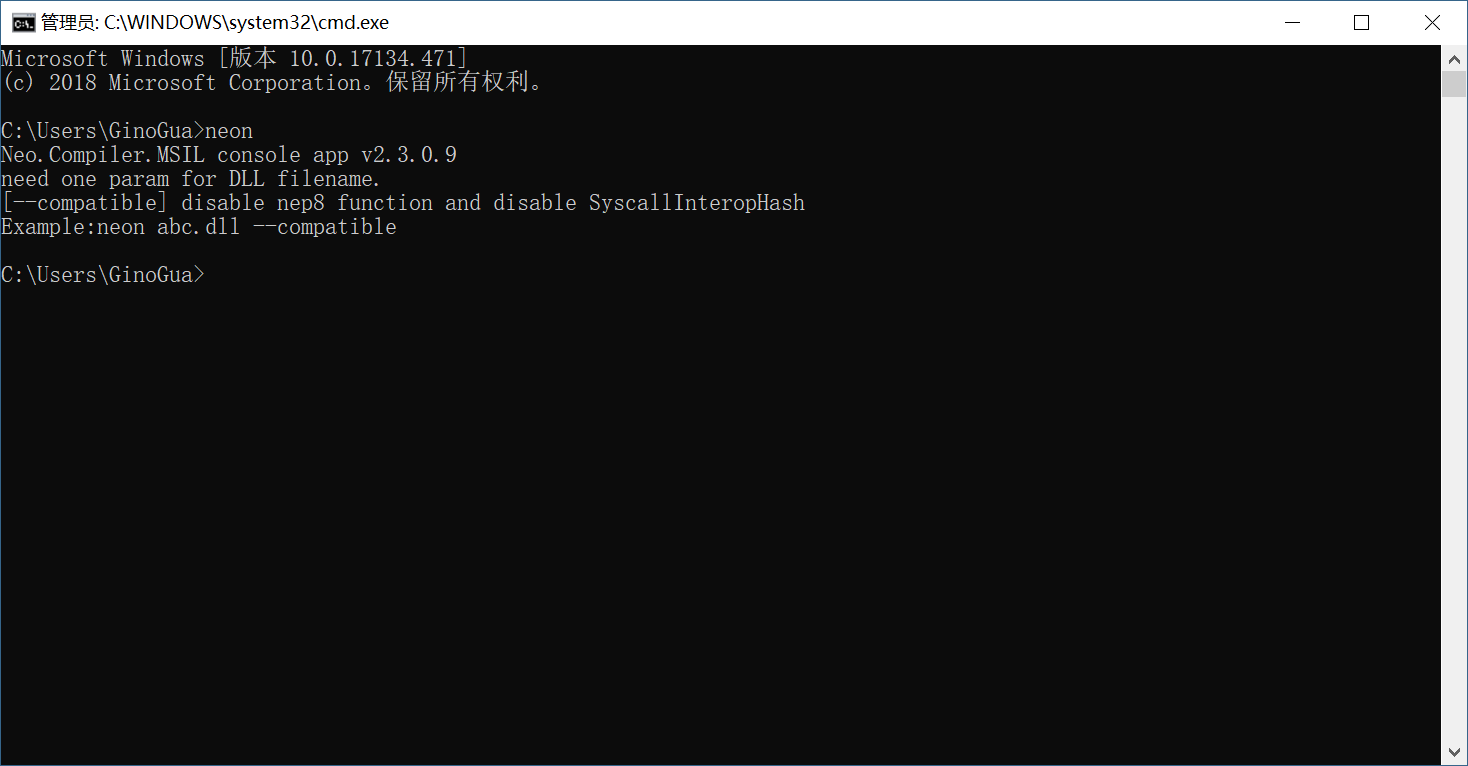 管理员: C:\WINDOWS\system32\cmd.exe
Microsoft Windows [版本 10.0.17134.471]
(c) 2018 Microsoft Corporation。保留所有权利。
C:\Users\GinoGua>neon
Neo.Compiler.MSIL console app v2.3.0.9
need one param for DLL filename.
[--compatible] disable nep8 function and disable SyscallInteropHash
Example:neon abc.dll --compatible
C:\Users\GinoGua>